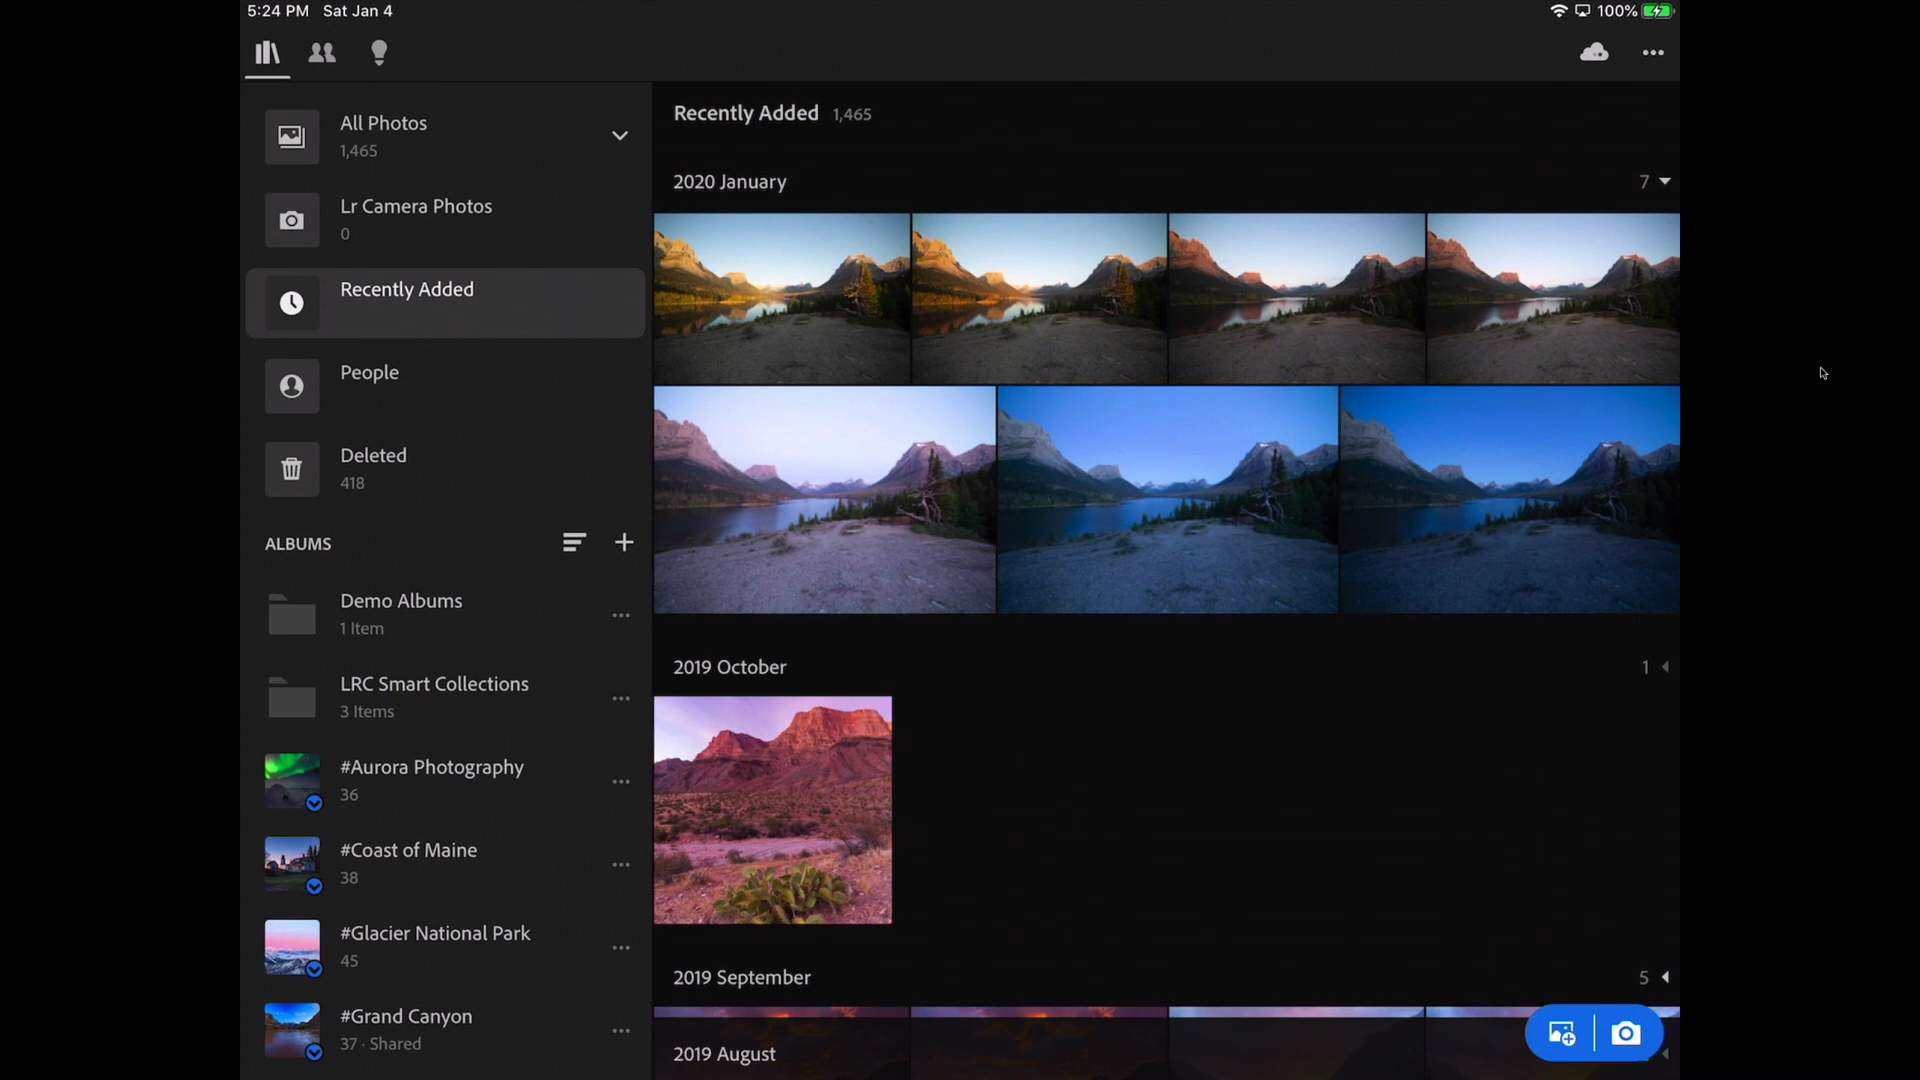 5:24 PM Sat Jan 4
100%
All Photos
1,465
Lr Camera Photos
0
Recently Added
People
Deleted
418
ALBUMS
Demo Albums
1 Item
LRC Smart Collections
3 Items
#Aurora Photography
36
#Coast of Maine
38
#Glacier National Park
45
#Grand Canyon
37 · Shared
Recently Added 1,465
2020 January 7
2019 October 1
2019 September 5
2019 August